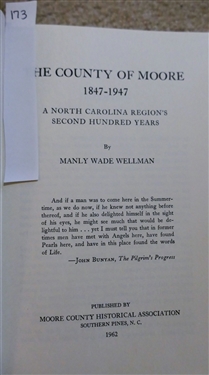 173
THE COUNTY OF MOORE
1847-1947
A NORTH CAROLINA REGION'S
SECOND HUNDRED YEARS
By
MANLY WADE WELLMAN
And if a man was to come here in the Summer-
time, as we do now, if he knew not anything before
thereof, and if he also delighted himself in the sight
of his eyes, he might see much that would be de-
lightful to him . . . yet I must tell you that in former
times men have met with Angels here, have found
Pearls here, and have in this place found the words
of Life.
—JOHN BUNYAN, The Pilgrim's Progress
PUBLISHED BY
MOORE COUNTY HISTORICAL ASSOCIATION
SOUTHERN PINES, N. C.
1962